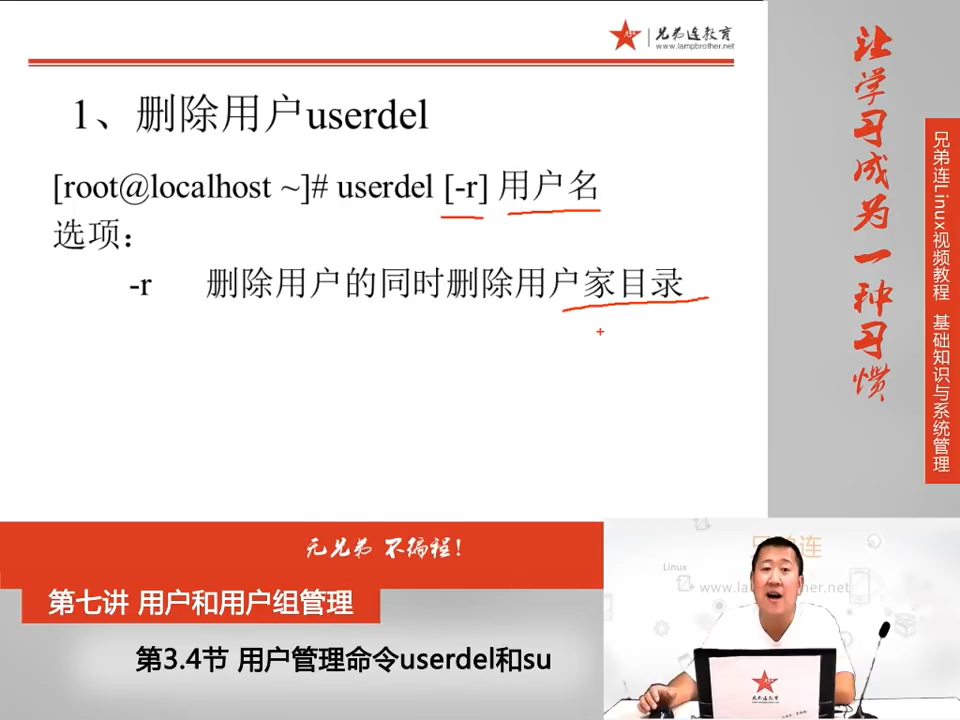 兄弟连教育
www.lampbrother.net
1、删除用户userdel
[root@localhost ~]# userdel [-r] 用户名
选项：
-r 删除用户的同时删除用户家目录
让学习成为一种习惯
兄弟连Linux视频教程 基础知识与系统管理
无兄弟 不编程！
第七讲 用户和用户组管理
第3.4节 用户管理命令userdel和su
兄弟连
Linux